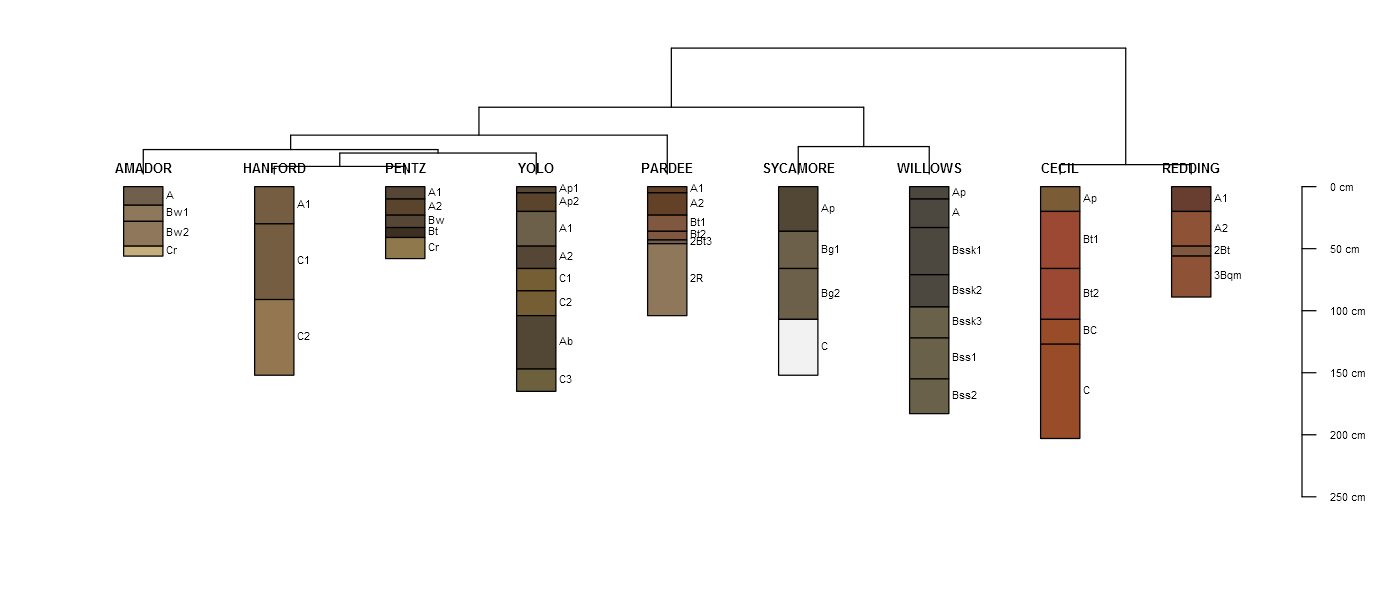 AMADOR HANFORD PENTZ YOLO PARDEE SYCAMORE WILLOWS CECIL REDDING
A
Bw1
Bw2
Cr
A1
C1
C2
A1
A2
Bw
Bt
Cr
Ap1
Ap2
A1
A2
C1
C2
Ab
C3
A1
A2
Bt1
Bt2
2Bt3
2R
Ap
Bg1
Bg2
C
Ap
A
Bssk1
Bssk2
Bssk3
Bss1
Bss2
Ap
Bt1
Bt2
BC
C
A1
A2
2Bt
3Bqm
0 cm
50 cm
100 cm
150 cm
200 cm
250 cm